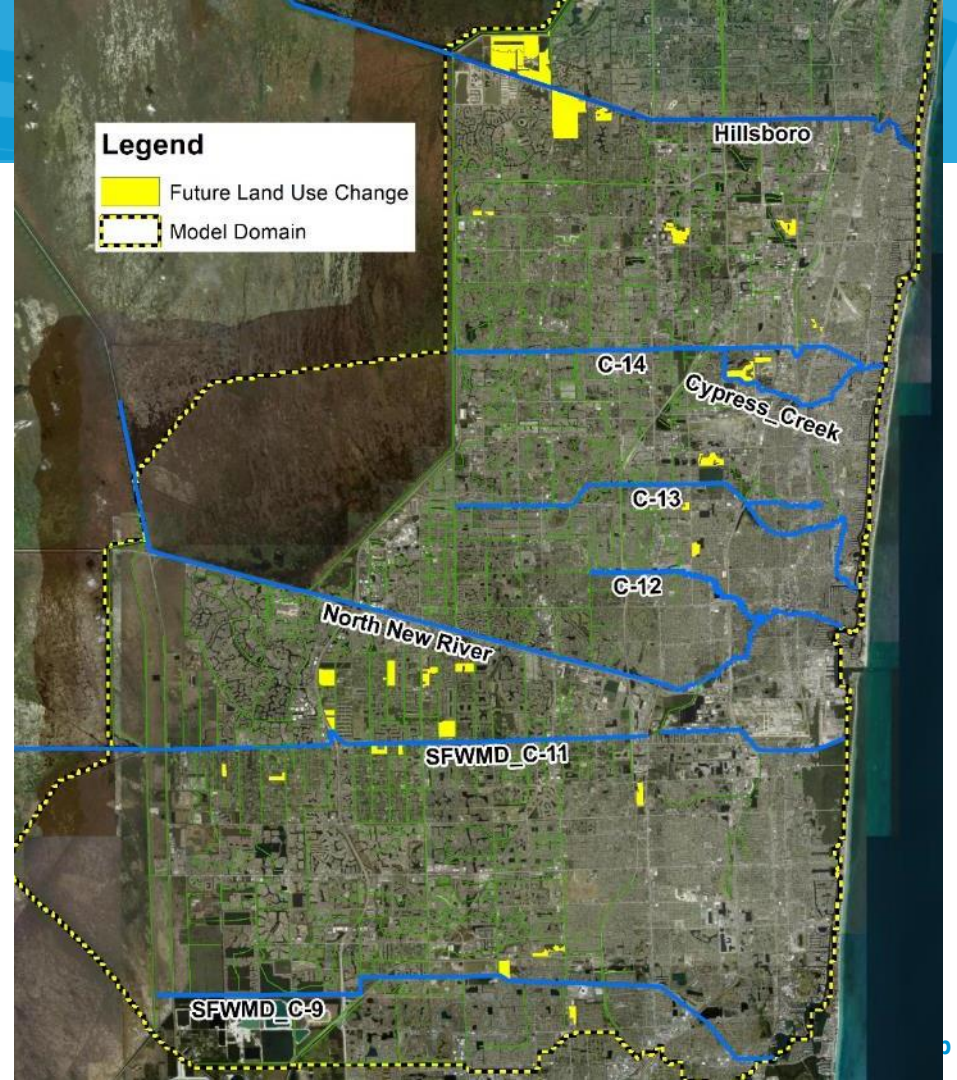 Legend
Future Land Use Change
Model Domain
Hillsboro
C-14
Cypress_Creek
C-13
C-12
North New River
SFWMD_C-11
SFWMD_C-9